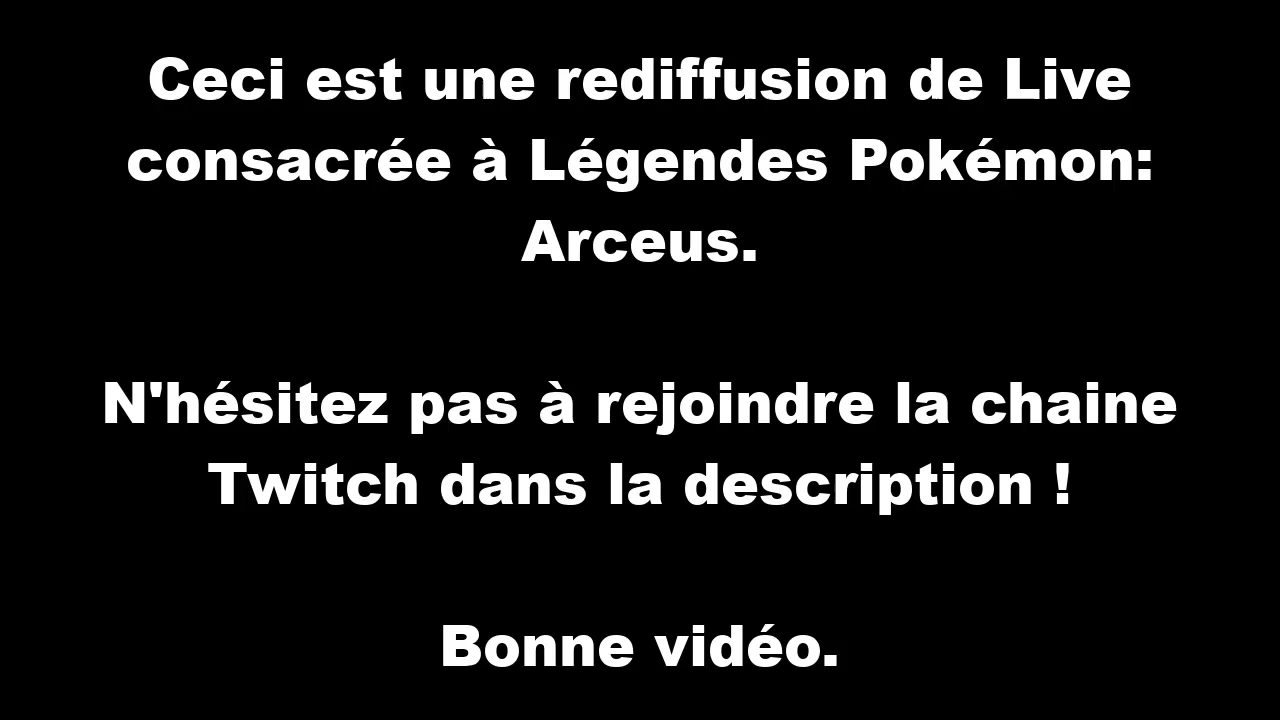 Ceci est une rediffusion de Live
consacrée à Légendes Pokémon:
Arceus.
N'hésitez pas à rejoindre la chaine
Twitch dans la description !
Bonne vidéo.